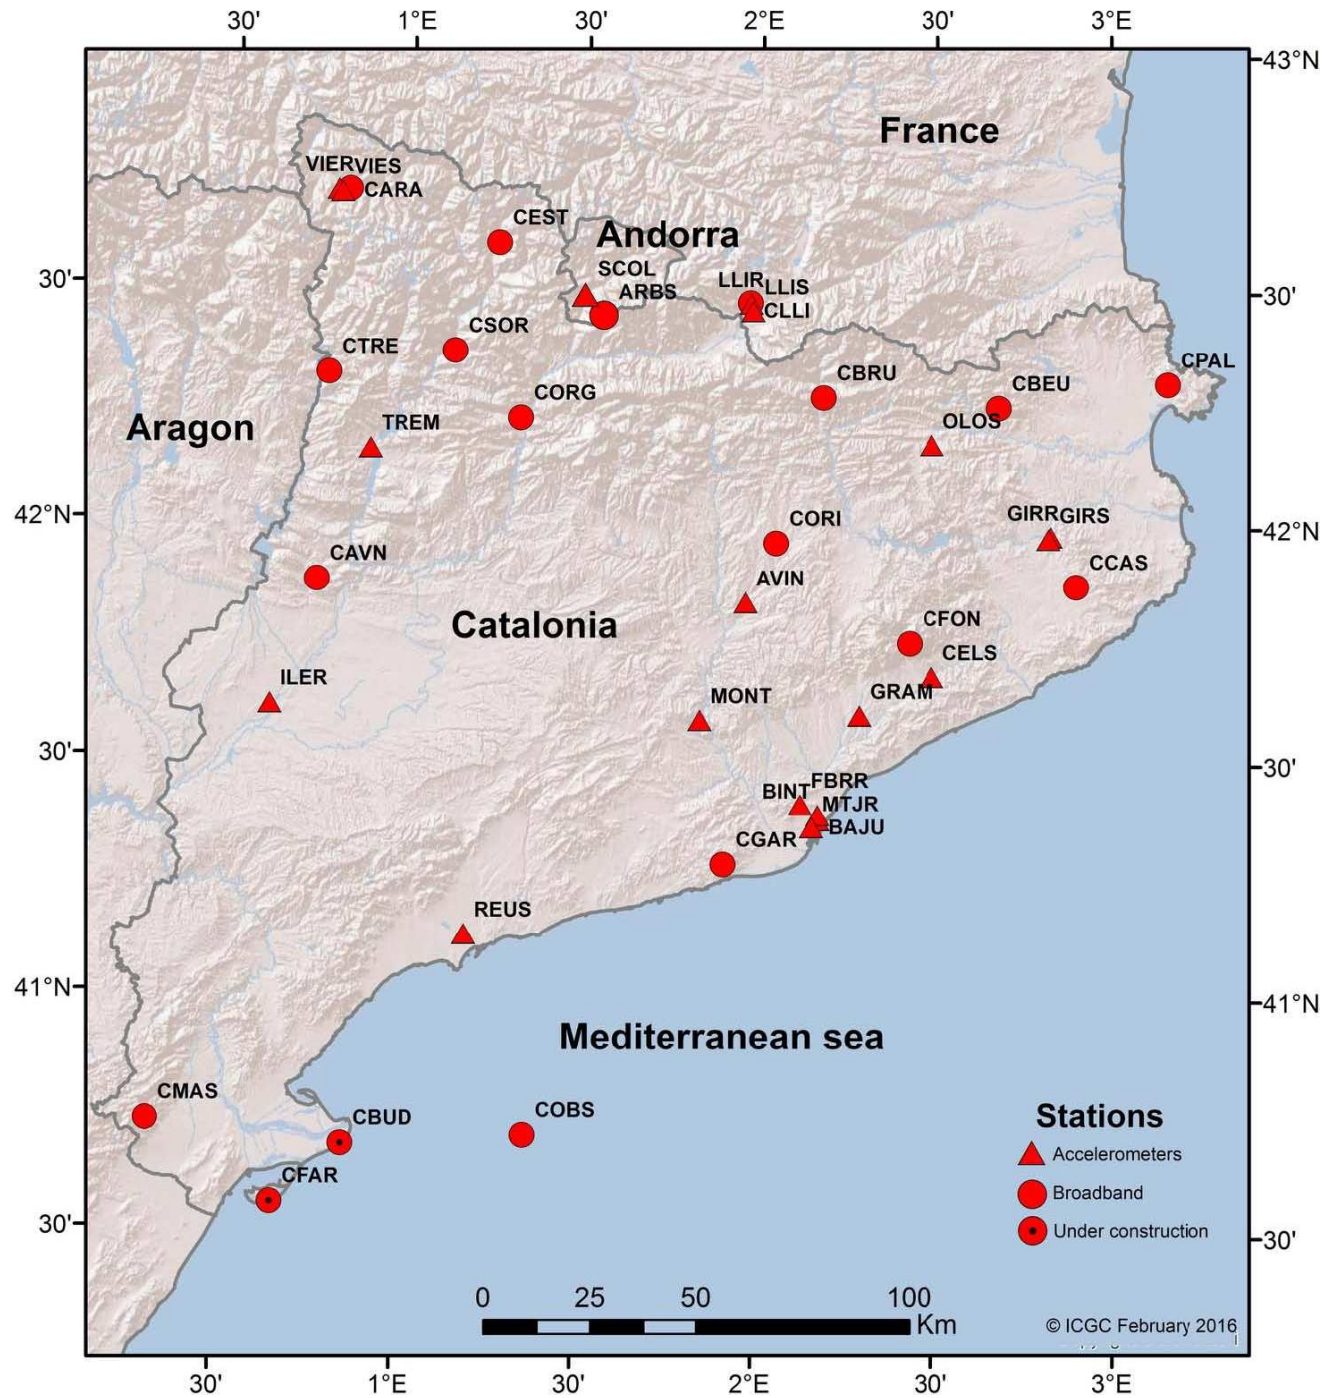 30'
1°E
30'
2°E
30'
3°E
43°N
France
VIER
VIES
CARA
CEST
Andorra
SCOL
ARBS
LLIR
LLIS
CLLI
30'
30'
CSOR
CTRE
CPAL
CBRU
CBEU
CORG
Aragon
TREM
OLOS
42°N
42°N
CORI
GIRR
GIRS
CAVN
CCAS
AVIN
Catalonia
CFON
CELS
ILER
MONT
GRAM
30'
30'
BINT
FBRR
MTJR
BAJU
CGAR
REUS
41°N
41°N
Mediterranean sea
CMAS
CBUD
COBS
CFAR
Stations
Accelerometers
Broadband
Under construction
30'
30'
0
25
50
100
Km
© ICGC February 2016
30'
1°E
30'
2°E
30'
3°E